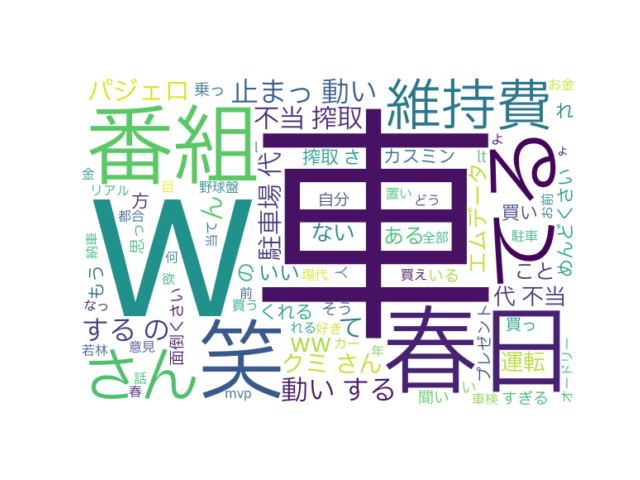 パジェロ
乗っ
止まっ 動い
維持費
お金
れ
番組
車
る
て
不当 搾取
搾取 さ
カスミン
lt
エムデータ
よ
ょ
し
金
リアル
目
野球盤
方
ん
自分
置い
どう
買い
お前
めんどくさい
納車
都合
思っ
当て
駐車場 代
ない
ある
全部
駐車
W
もう
何
の
いい
場代
人
買え
いる
こと
なっ
欲
前
買う
くれる
そう
代 不当
する の
面倒くさい
笑
ww
れる
好き
て
カー
春日
プレゼント
買っ
若林
意見
さん
クミ さん
年
運転
オードリー
話
春
mvp
動い する
聞い
い
車検
すぎる